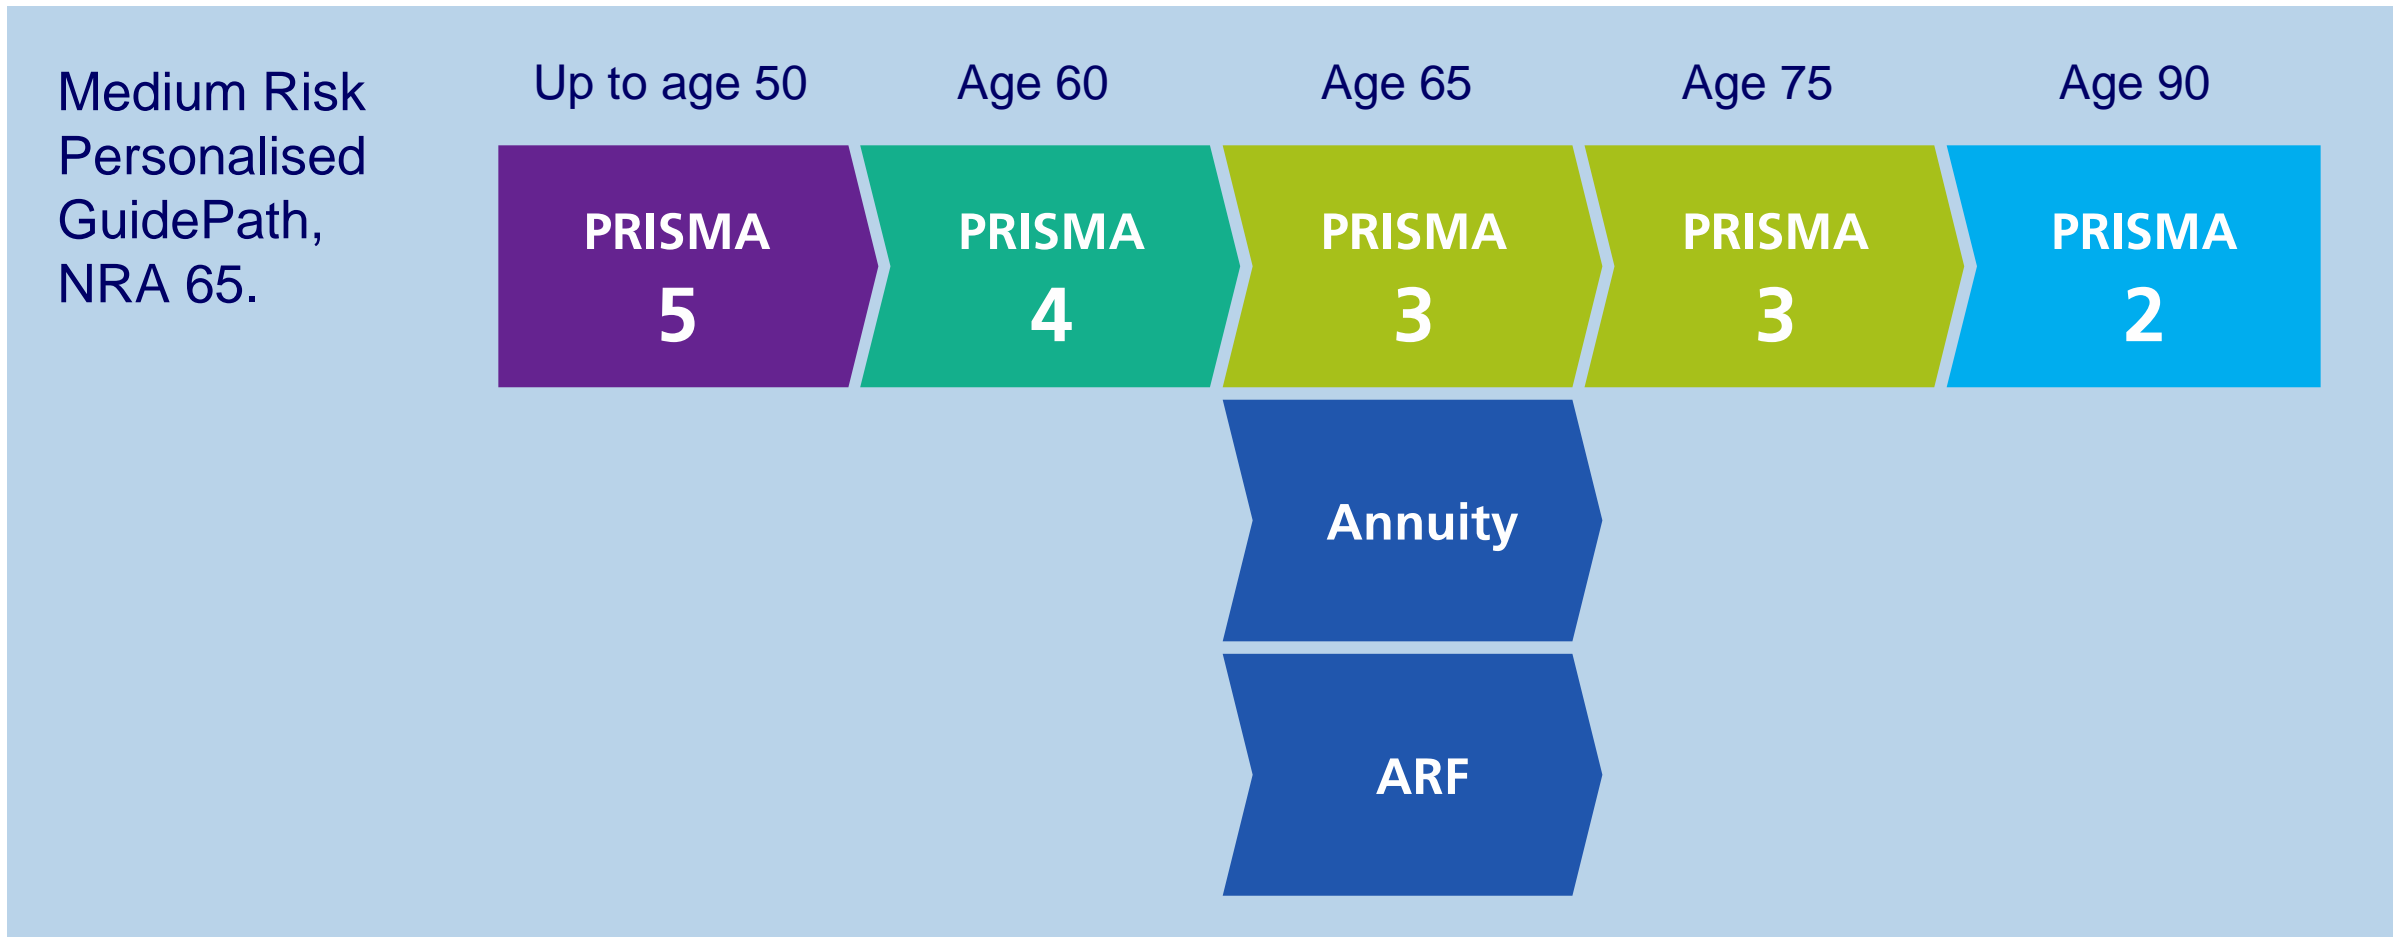 Medium Risk
Personalised
GuidePath,
NRA 65.
Up to age 50
Age 60
Age 65
Age 75
Age 90
PRISMA
5
PRISMA
4
PRISMA
3
PRISMA
3
PRISMA
2
Annuity
ARF